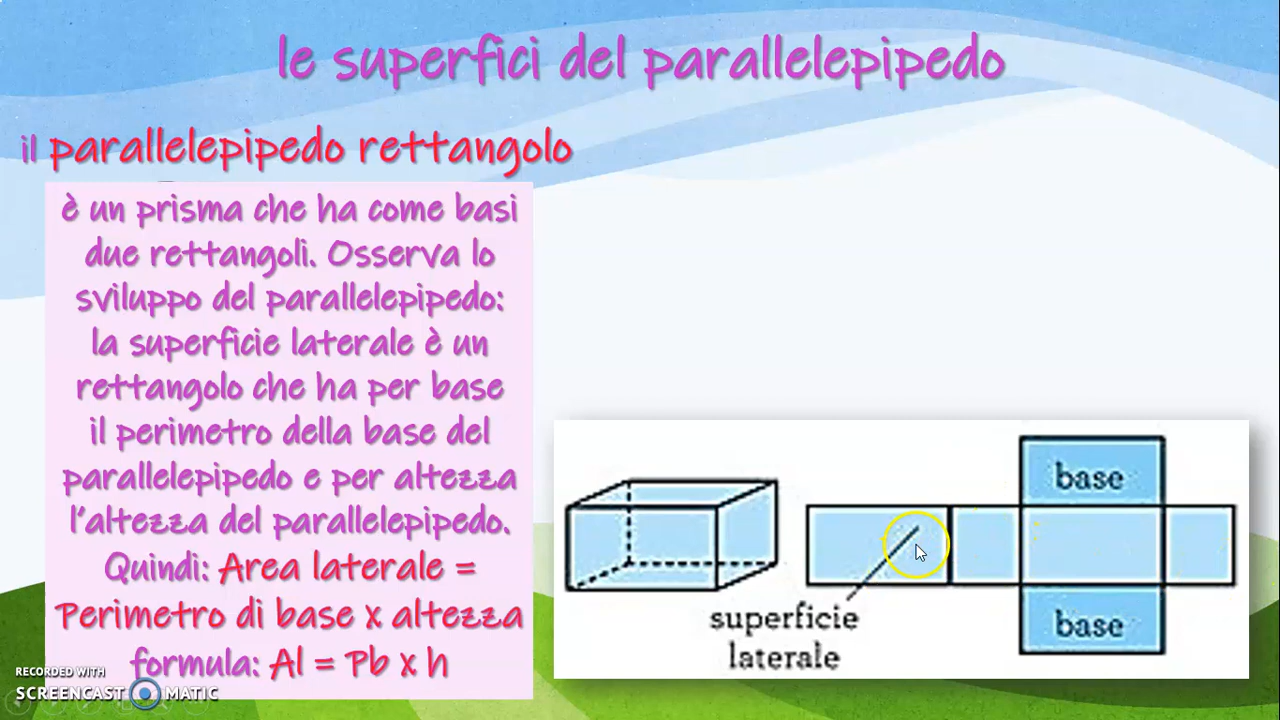 le superfici del parallelepipedo
il parallelepipedo rettangolo
è un prisma che ha come basi
due rettangoli. Osserva lo
sviluppo del parallelepipedo:
la superficie laterale è un
rettangolo che ha per base
il perimetro della base del
parallelepipedo e per altezza
l'altezza del parallelepipedo.
Quindi: Area laterale =
Perimetro di base x altezza
formula: Al = Pb x h
base
superficie
laterale
base
RECORDED WITH
SCREENCAST MATIC